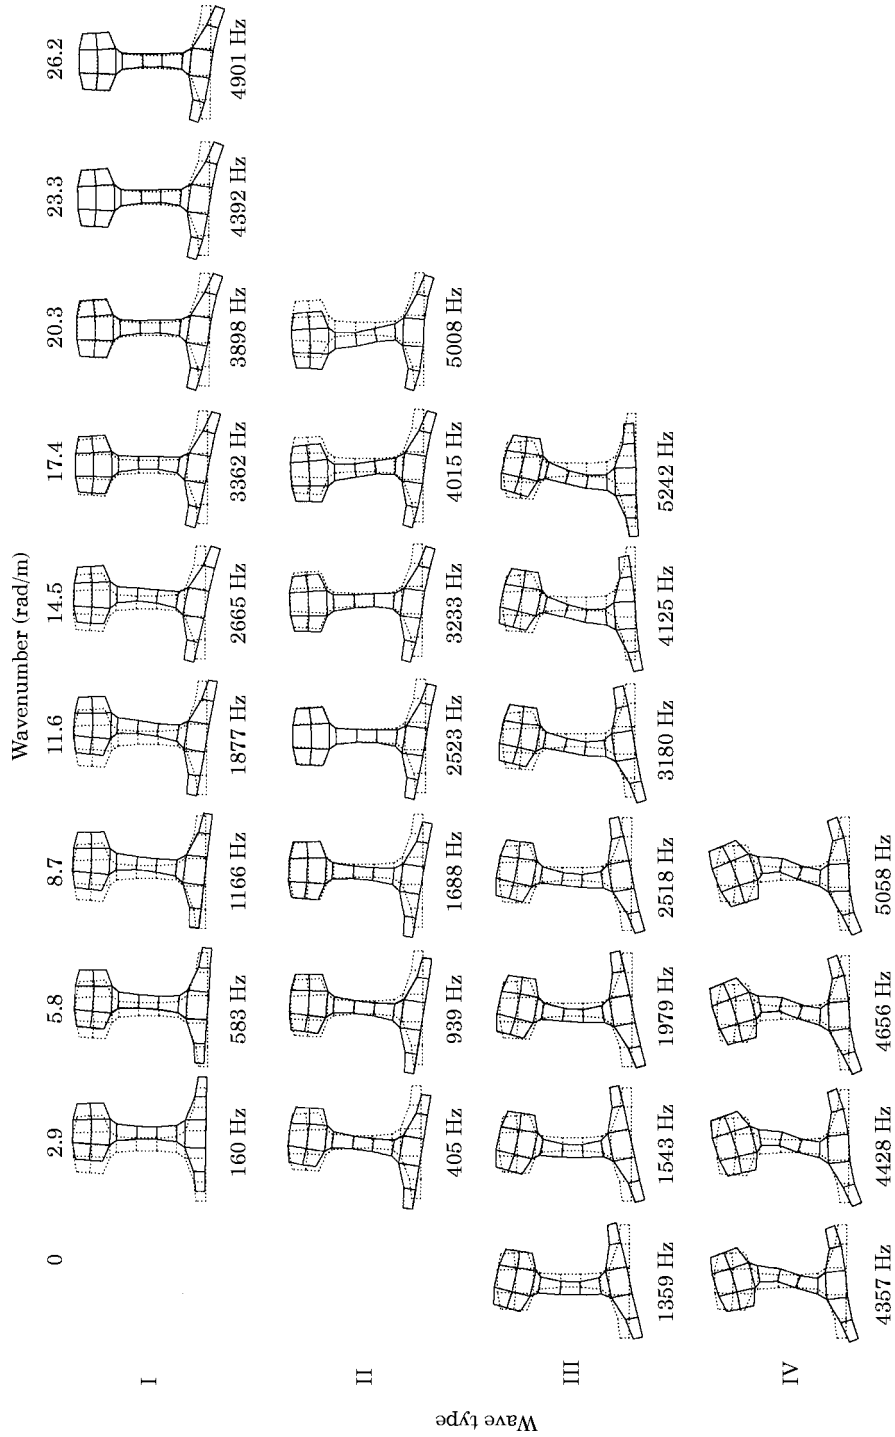 Wavenumber (rad/m)
0 2.9 5.8 8.7 11.6 14.5 17.4 20.3 23.3 26.2
Wave type
I
160 Hz 583 Hz 1166 Hz 1877 Hz 2665 Hz 3362 Hz 3898 Hz 4392 Hz 4901 Hz
II
405 Hz 939 Hz 1688 Hz 2523 Hz 3233 Hz 4015 Hz 5008 Hz
III
1359 Hz 1543 Hz 1979 Hz 2518 Hz 3180 Hz 4125 Hz 5242 Hz
IV
4357 Hz 4428 Hz 4656 Hz 5058 Hz